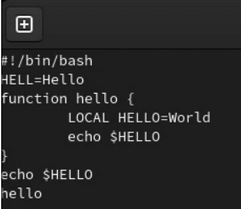 #!/bin/bash
HELL=Hello
function hello {
LOCAL HELLO=World
echo $HELLO
}
echo $HELLO
hello